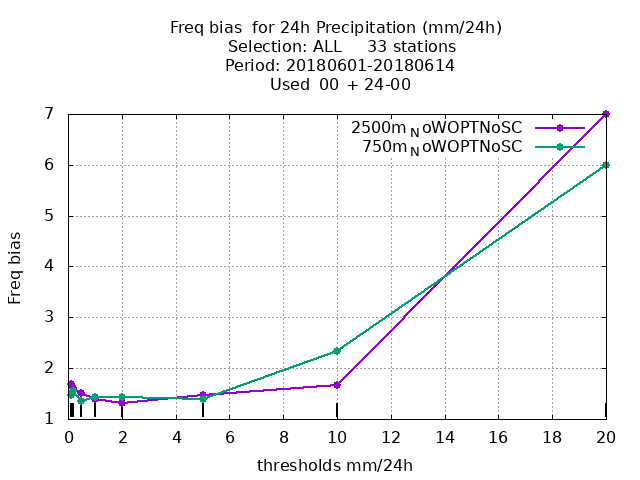 Freq bias  for 24h Precipitation (mm/24h)
Selection: ALL     33 stations
Period: 20180601-20180614
Used  00 + 24-00
2500m_NoWOPTNoSC
750m_NoWOPTNoSC
7
6
5
4
3
2
1
Freq bias
0 2 4 6 8 10 12 14 16 18 20
thresholds mm/24h